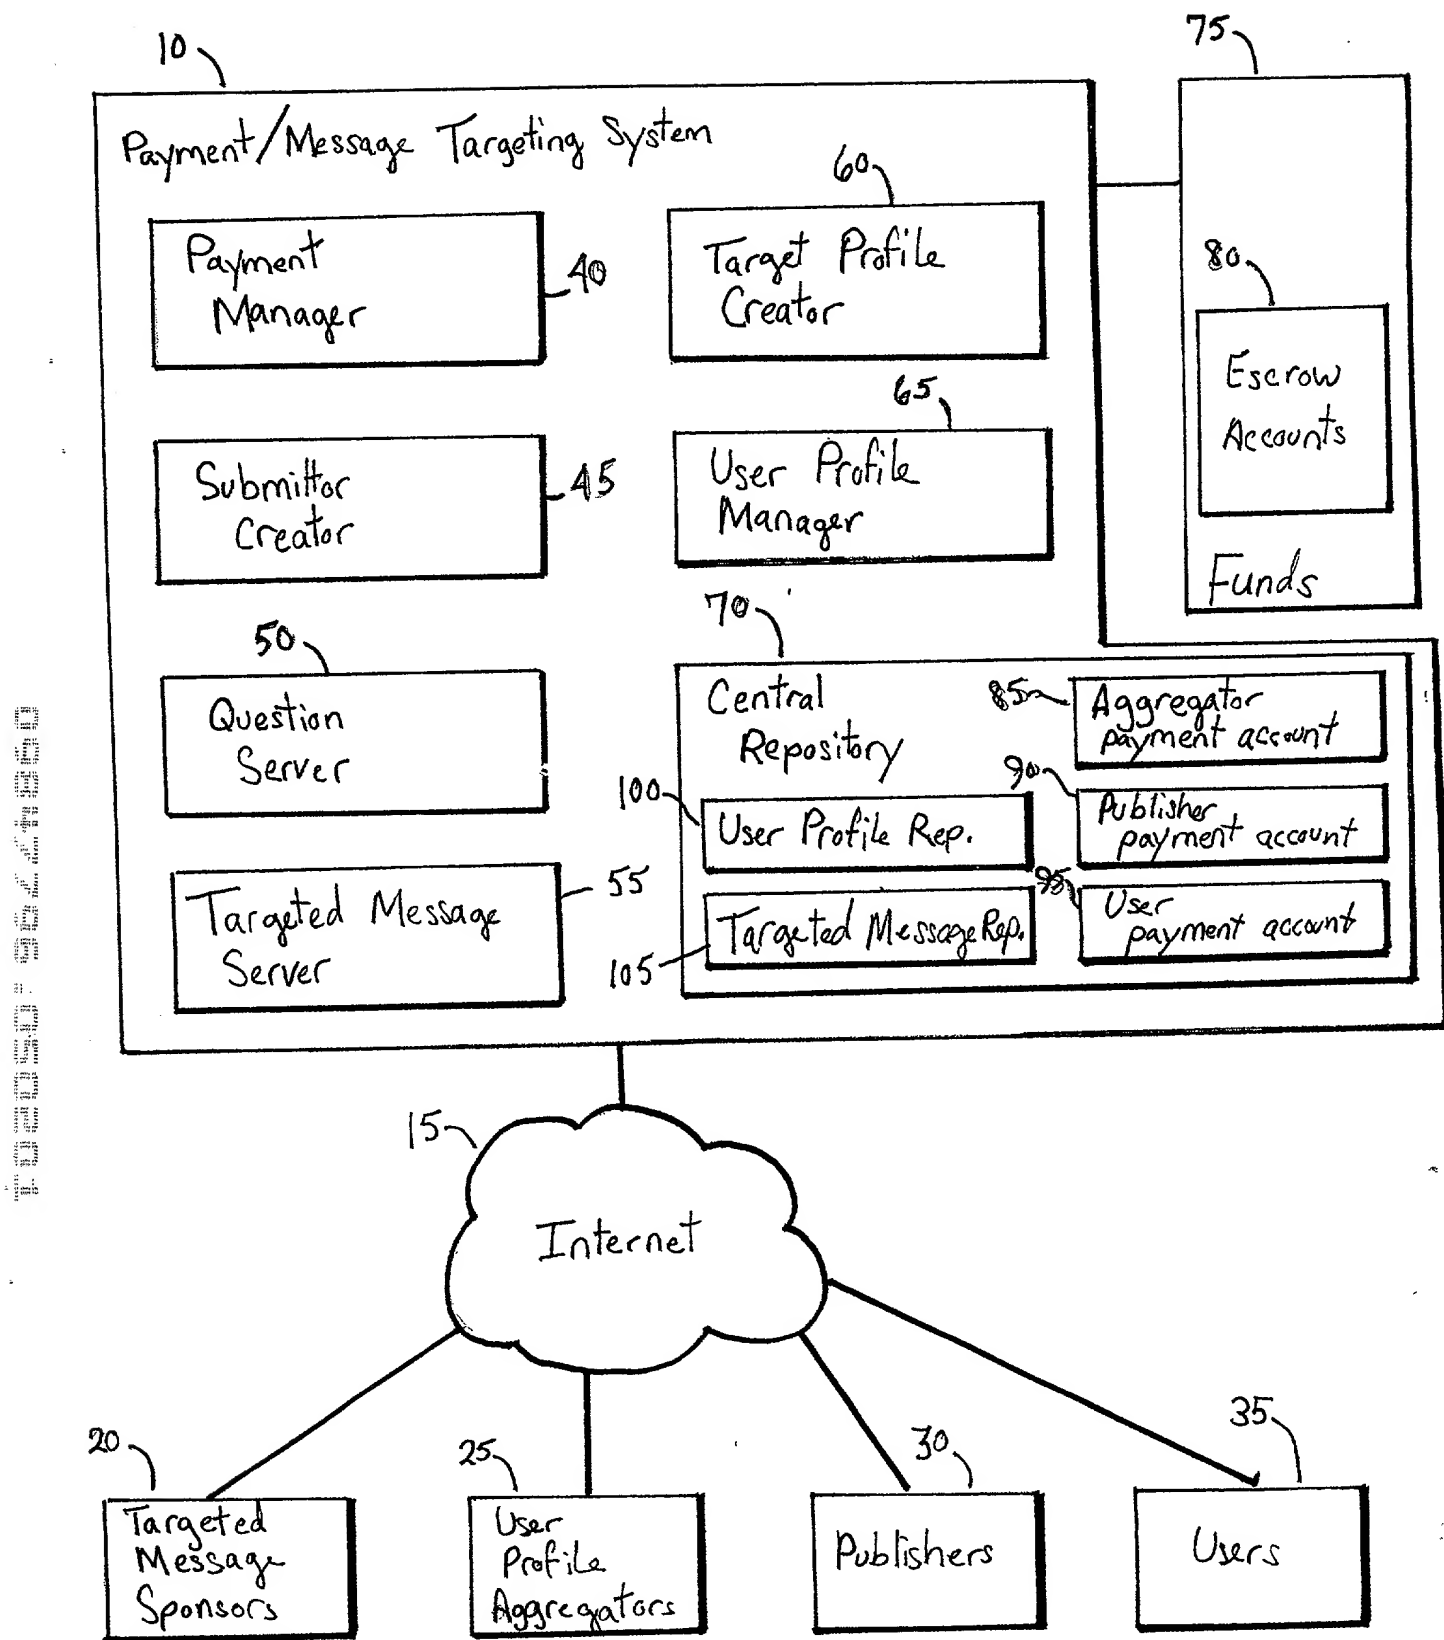 10
75
Payment/Message Targeting System
60
Payment
Manager
40
Target Profile
Creator
80
Escrow
Accounts
Funds
65
Submittor
Creator
45
User Profile
Manager
50
Question
Server
70
Central
Repository
85
Aggregator
payment account
90
Publisher
payment account
100
User Profile Rep.
95
User
payment account
105
Targeted Message Rep.
Targeted Message
Server
55
15
Internet
20
Targeted
Message
Sponsors
25
User
Profile
Aggregators
30
Publishers
35
Users
09847796.050201